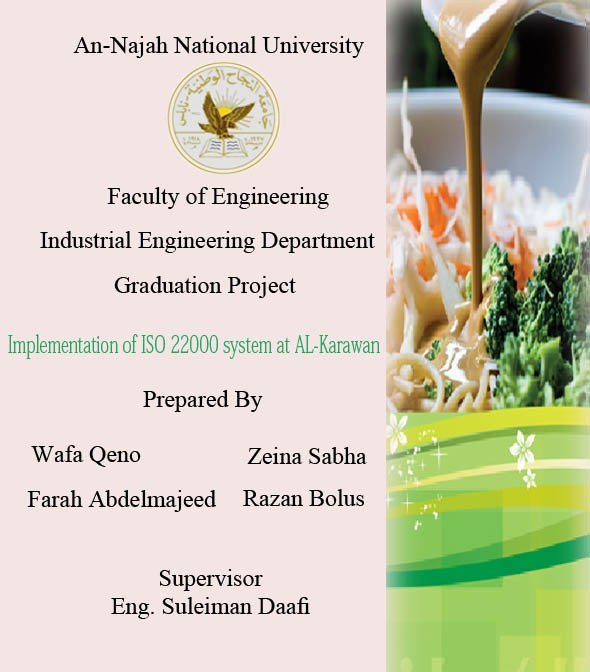 An-Najah National University
جامعة النجاح الوطنية - نابلس
Faculty of Engineering
Industrial Engineering Department
Graduation Project
Implementation of ISO 22000 system at AL-Karawan
Prepared By
Wafa Qeno Zeina Sabha
Farah Abdelmajeed Razan Bolus
Supervisor
Eng. Suleiman Daafi